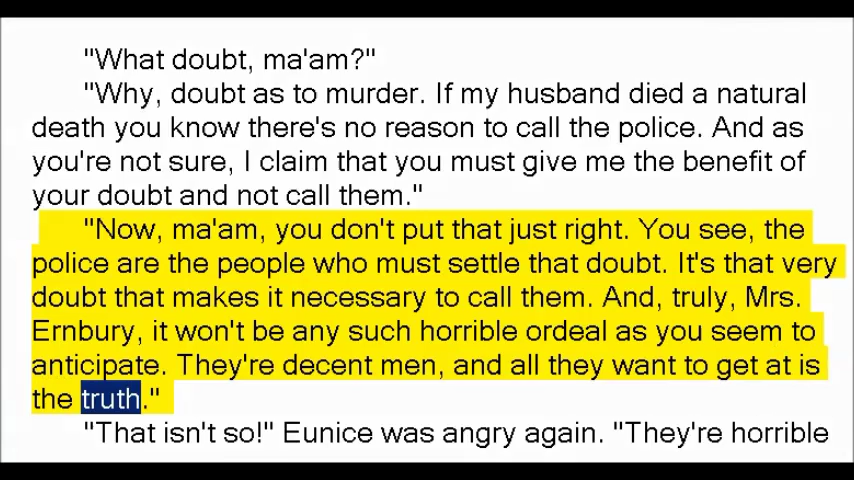 "What doubt, ma'am?"
"Why, doubt as to murder. If my husband died a natural
death you know there's no reason to call the police. And as
you're not sure, I claim that you must give me the benefit of
your doubt and not call them."
"Now, ma'am, you don't put that just right. You see, the
police are the people who must settle that doubt. It's that very
doubt that makes it necessary to call them. And, truly, Mrs.
Ernbury, it won't be any such horrible ordeal as you seem to
anticipate. They're decent men, and all they want to get at is
the truth."
"That isn't so!" Eunice was angry again. "They're horrible